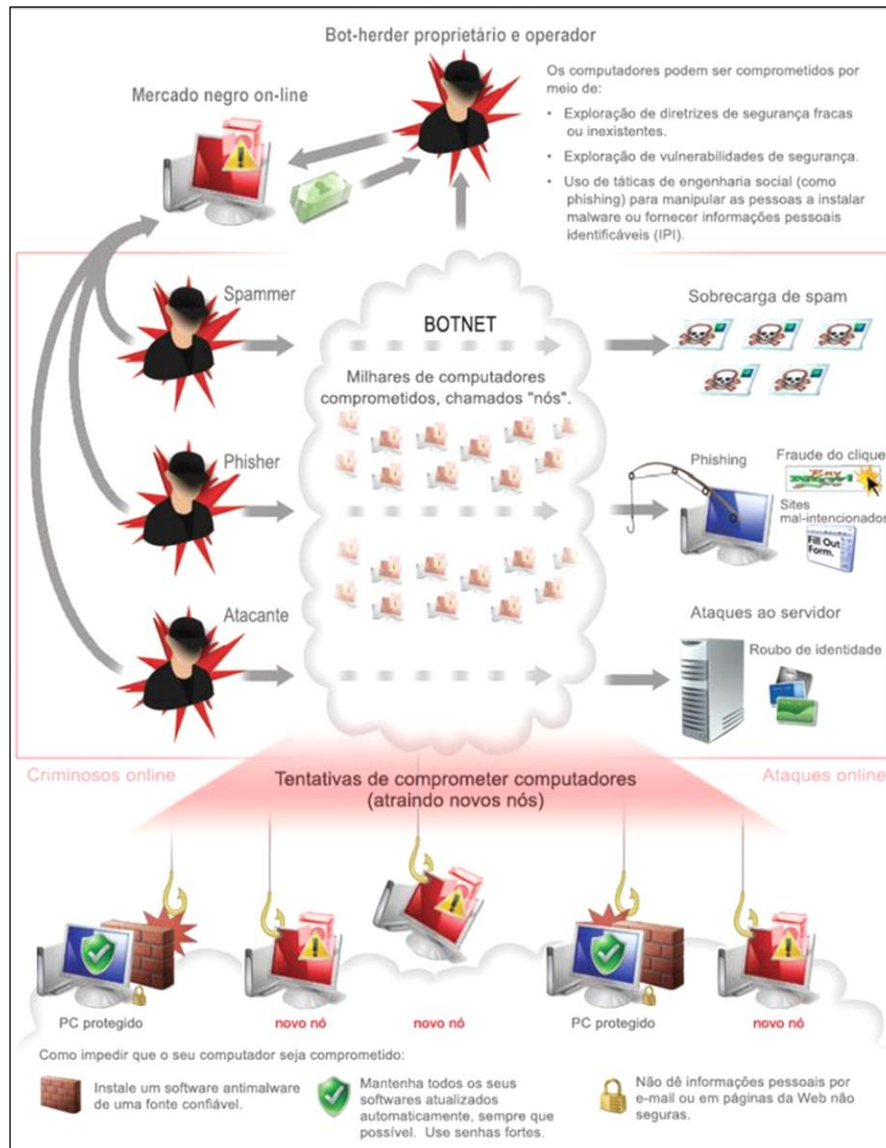 Bot-herder proprietário e operador
Mercado negro on-line
Os computadores podem ser comprometidos por
meio de:
• Exploração de diretrizes de segurança fracas
ou inexistentes.
• Exploração de vulnerabilidades de segurança.
• Uso de táticas de engenharia social (como
phishing) para manipular as pessoas a instalar
malware ou fornecer informações pessoais
identificáveis (IPI).
Spammer
BOTNET
Sobrecarga de spam
Milhares de computadores
comprometidos, chamados "nós".
Phisher
Phishing
Fraude do clique
Sites
mal-intencionados
Fill Out
Form.
Atacante
Ataques ao servidor
Roubo de identidade
Criminosos online
Tentativas de comprometer computadores
(atraindo novos nós)
Ataques online
PC protegido
novo nó
novo nó
PC protegido
novo nó
Como impedir que o seu computador seja comprometido:
Instale um software antimalware
de uma fonte confiável.
Mantenha todos os seus
softwares atualizados
automaticamente, sempre que
possível. Use senhas fortes.
Não dê informações pessoais por
e-mail ou em páginas da Web não
seguras.